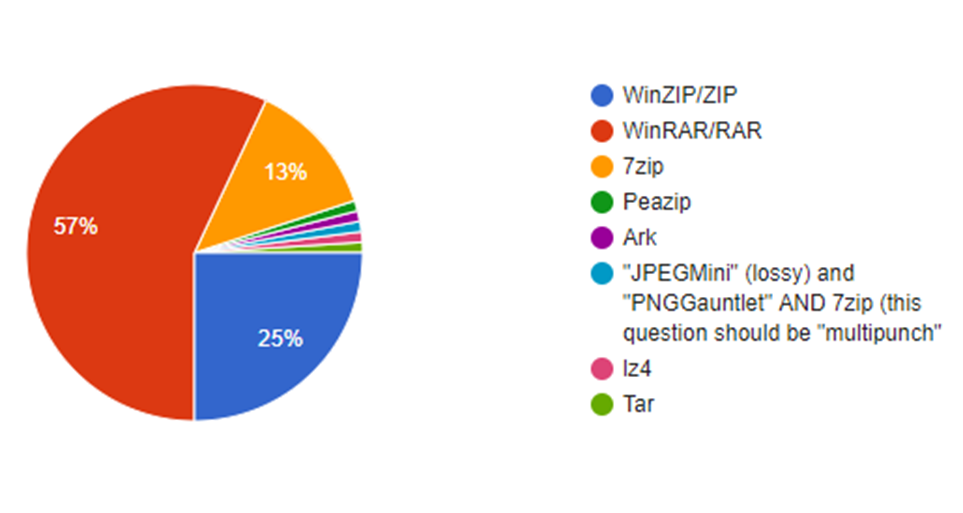 57%
13%
25%
WinZIP/ZIP
WinRAR/RAR
7zip
Peazip
Ark
"JPEGMini" (lossy) and
"PNGGauntlet" AND 7zip (this
question should be "multipunch"
lz4
Tar